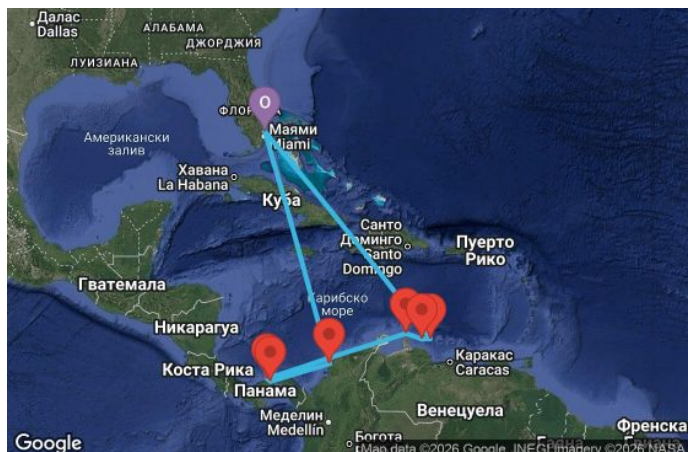 Далас
Dallas
АЛАБАМА
ДЖОРДЖИЯ
ЛУИЗИАНА
ФЛОР
O
Маями
Miami
Американски
залив
Хавана
La Habana
Куба
Санто
Доминго
Santo
Domingo
Пуерто
Рико
Гватемала
Карибско
море
Никарагуа
Коста Рика
Панама
Каракас
Caracas
Меделин
Medellín
Венецуела
Богота
Френска
Google
Map data ©2026 Google, INEGI Imagery ©2026 NASA